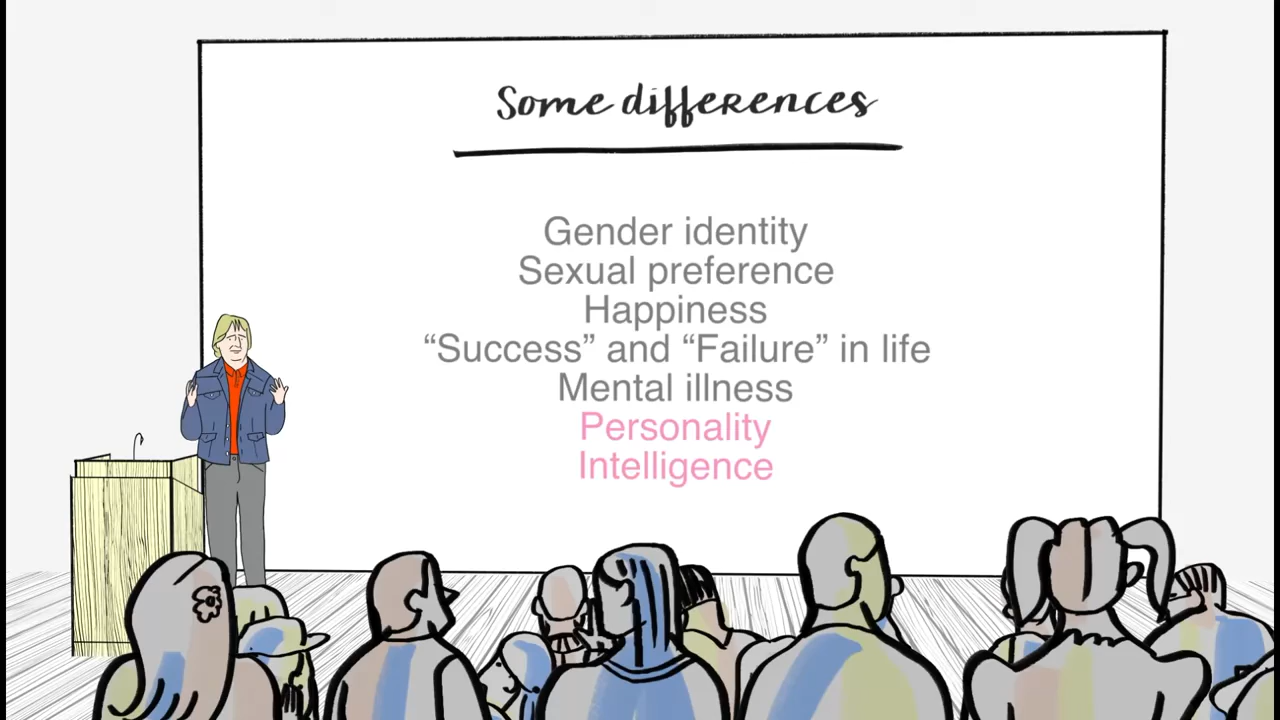 Some differences
Gender identity
Sexual preference
Happiness
“Success” and “Failure” in life
Mental illness
Personality
Intelligence